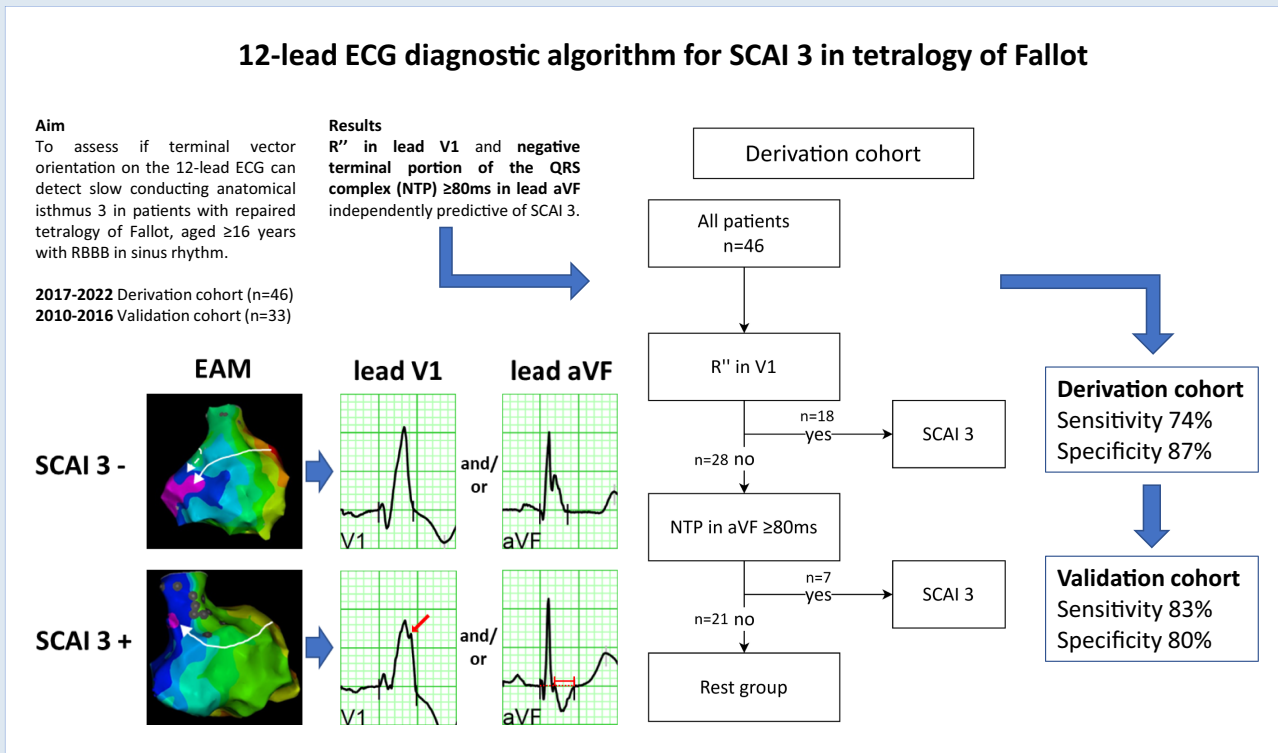 12-lead ECG diagnostic algorithm for SCAI 3 in tetralogy of Fallot
Aim
To assess if terminal vector
orientation on the 12-lead ECG can
detect slow conducting anatomical
isthmus 3 in patients with repaired
tetralogy of Fallot, aged ≥16 years
with RBBB in sinus rhythm.
2017-2022 Derivation cohort (n=46)
2010-2016 Validation cohort (n=33)
Results
R’’ in lead V1 and negative
terminal portion of the QRS
complex (NTP) ≥80ms in lead aVF
independently predictive of SCAI 3.
EAM
lead V1
lead aVF
SCAI 3 -
V1
and/
or
aVF
SCAI 3 +
V1
and/
or
aVF
Derivation cohort
All patients
n=46
R'' in V1
n=18
yes
SCAI 3
n=28 no
NTP in aVF ≥80ms
n=7
yes
SCAI 3
n=21 no
Rest group
Derivation cohort
Sensitivity 74%
Specificity 87%
Validation cohort
Sensitivity 83%
Specificity 80%